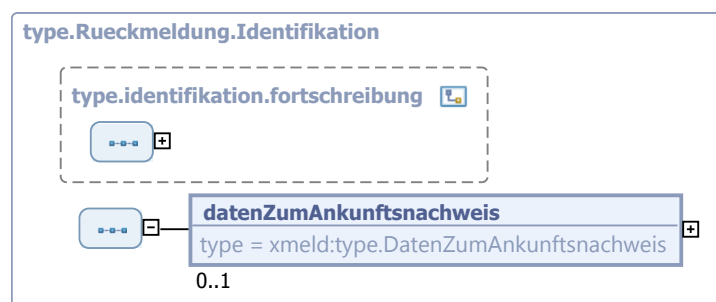 type.Rueckmeldung.Identifikation
type.identifikation.fortschreibung
datenZumAnkunftsnachweis
type = xmeld:type.DatenZumAnkunftsnachweis
0..1